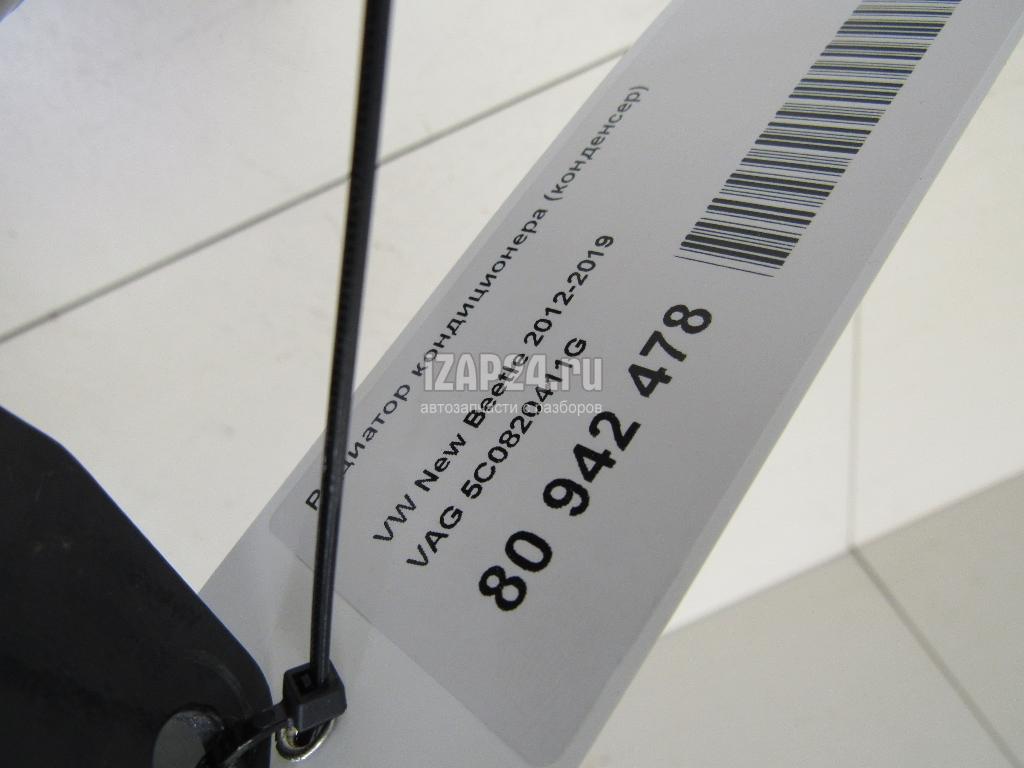 Радиатор кондиционера (конденсер)
VW New Beetle 2012-2019
VAG 5C0820411G
80 942 478
IZAP24.ru
автозапчасти с разборов